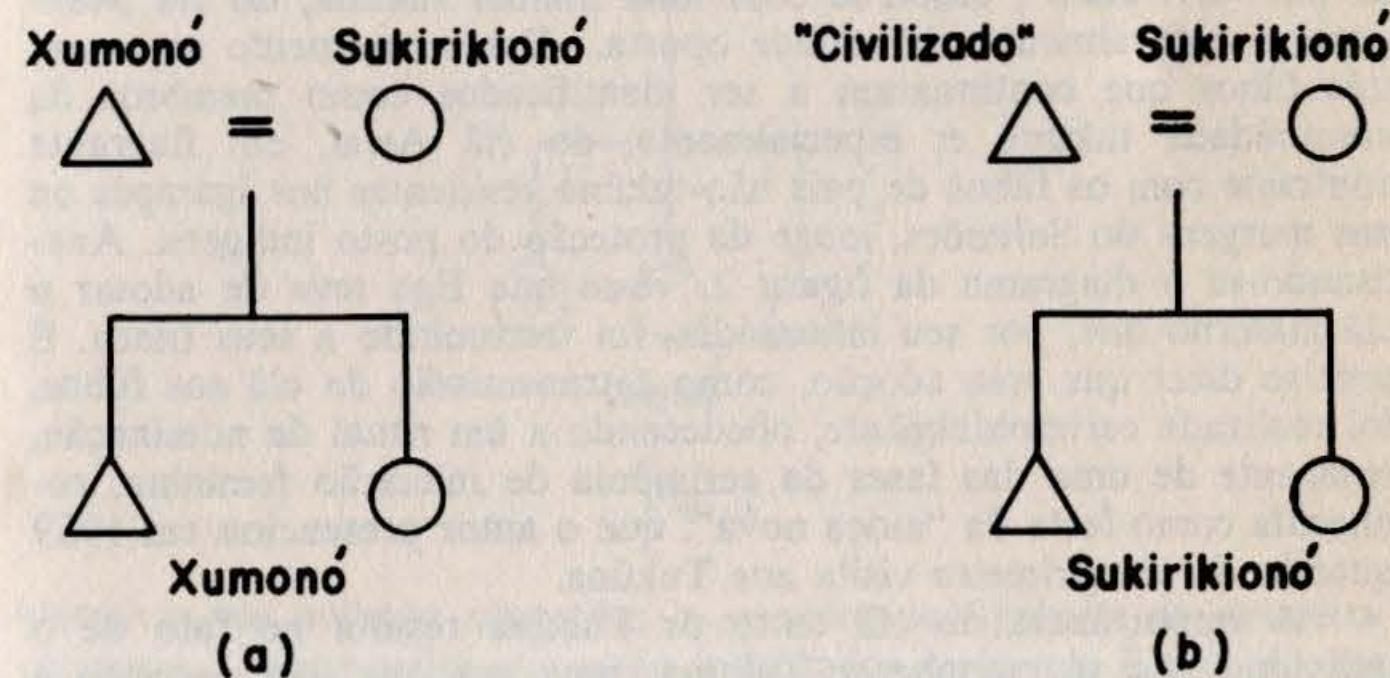 Xumonó Sukirikionó "Civilizado" Sukirikionó
= =
Xumonó Sukirikionó
(a) (b)